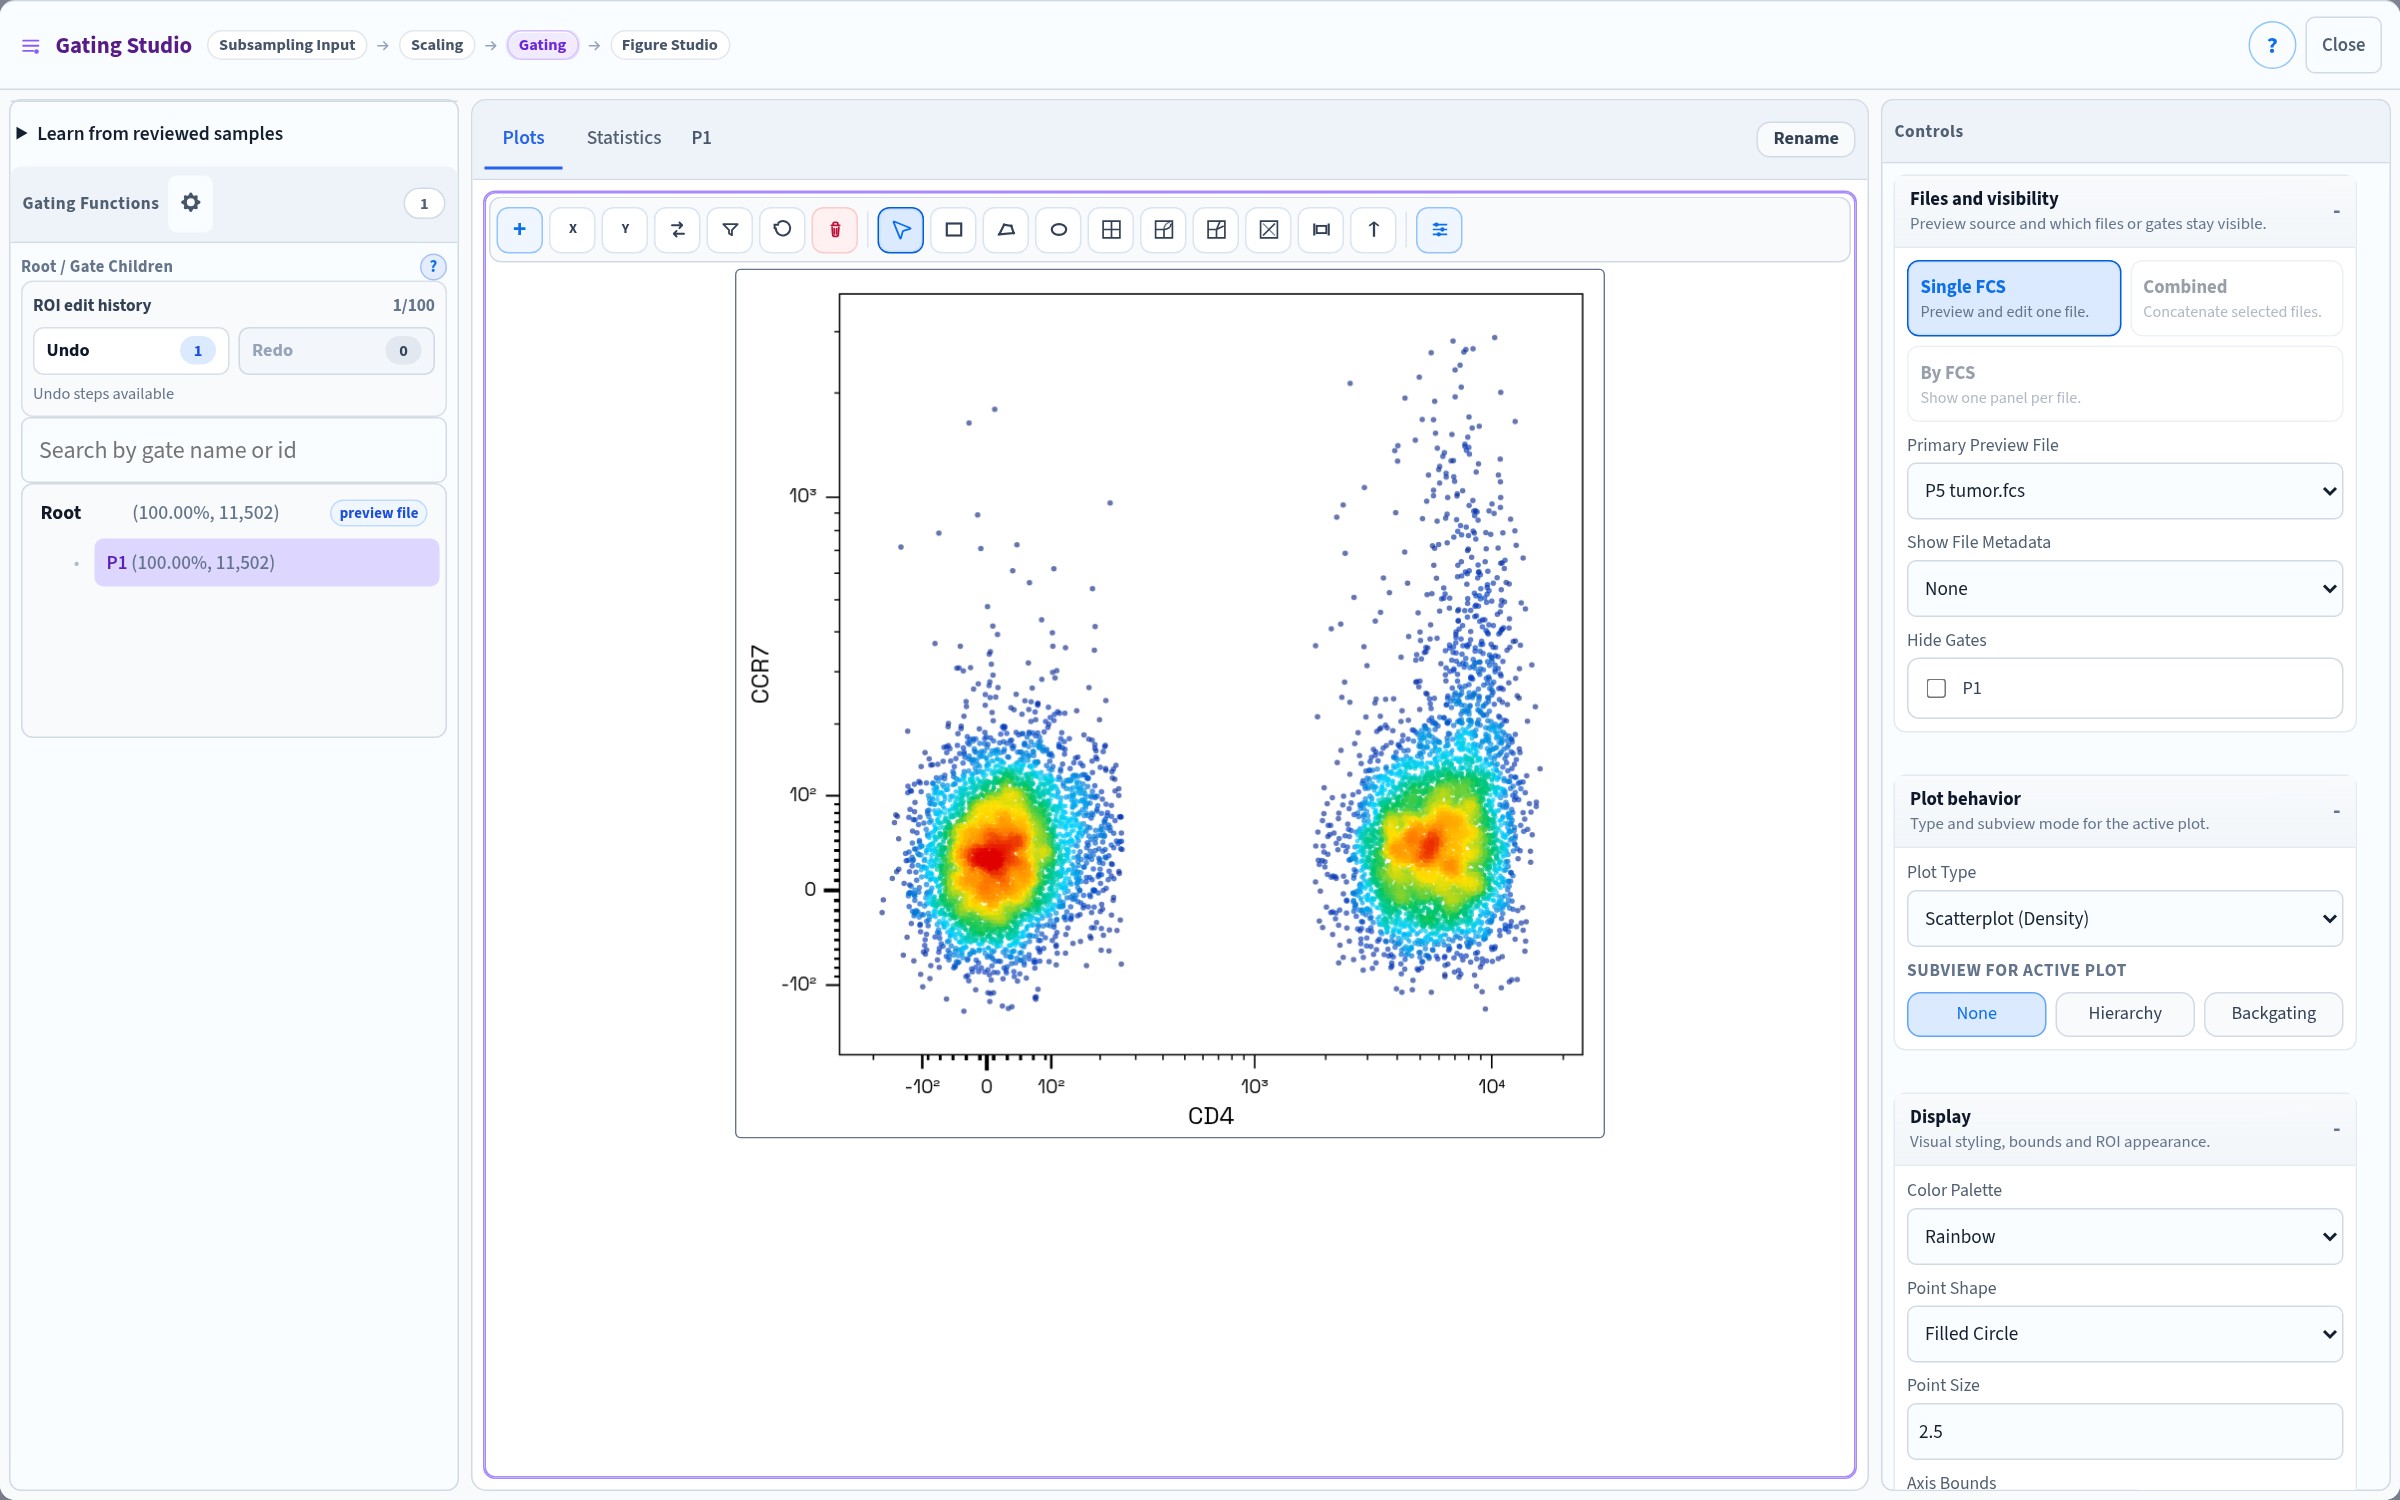 Gating Studio
Subsampling Input → Scaling → Gating → Figure Studio
?
Close
Learn from reviewed samples
Gating Functions
1
Root / Gate Children
?
ROI edit history
1/100
Undo 1
Redo 0
Undo steps available
Search by gate name or id
Root (100.00%, 11,502) preview file
P1 (100.00%, 11,502)
Plots
Statistics
P1
Rename
+ X Y
CCR7
10³
10²
0
-10²
-10² 0 10² 10³ 10⁴
CD4
Controls
Files and visibility
Preview source and which files or gates stay visible.
-
Single FCS
Preview and edit one file.
Combined
Concatenate selected files.
By FCS
Show one panel per file.
Primary Preview File
P5 tumor.fcs
Show File Metadata
None
Hide Gates
P1
Plot behavior
Type and subview mode for the active plot.
-
Plot Type
Scatterplot (Density)
SUBVIEW FOR ACTIVE PLOT
None
Hierarchy
Backgating
Display
Visual styling, bounds and ROI appearance.
-
Color Palette
Rainbow
Point Shape
Filled Circle
Point Size
2.5
Axis Bounds